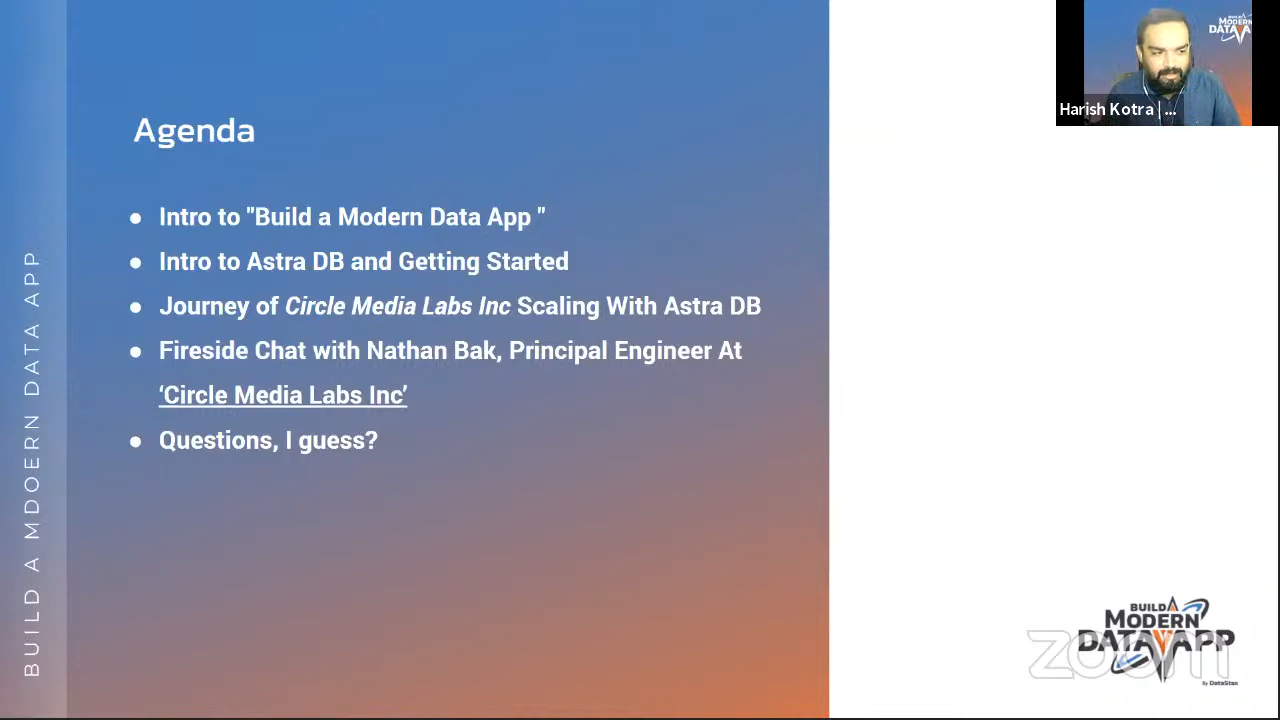 Agenda
● Intro to "Build a Modern Data App "
● Intro to Astra DB and Getting Started
● Journey of Circle Media Labs Inc Scaling With Astra DB
● Fireside Chat with Nathan Bak, Principal Engineer At
‘Circle Media Labs Inc’
● Questions, I guess?
BUILD A MDOERN DATA APP
Harish Kotra | ...
BUILD A
MODERN
DATA APP
by DataStax
zoom
BUILD A
MODERN
DATA AP